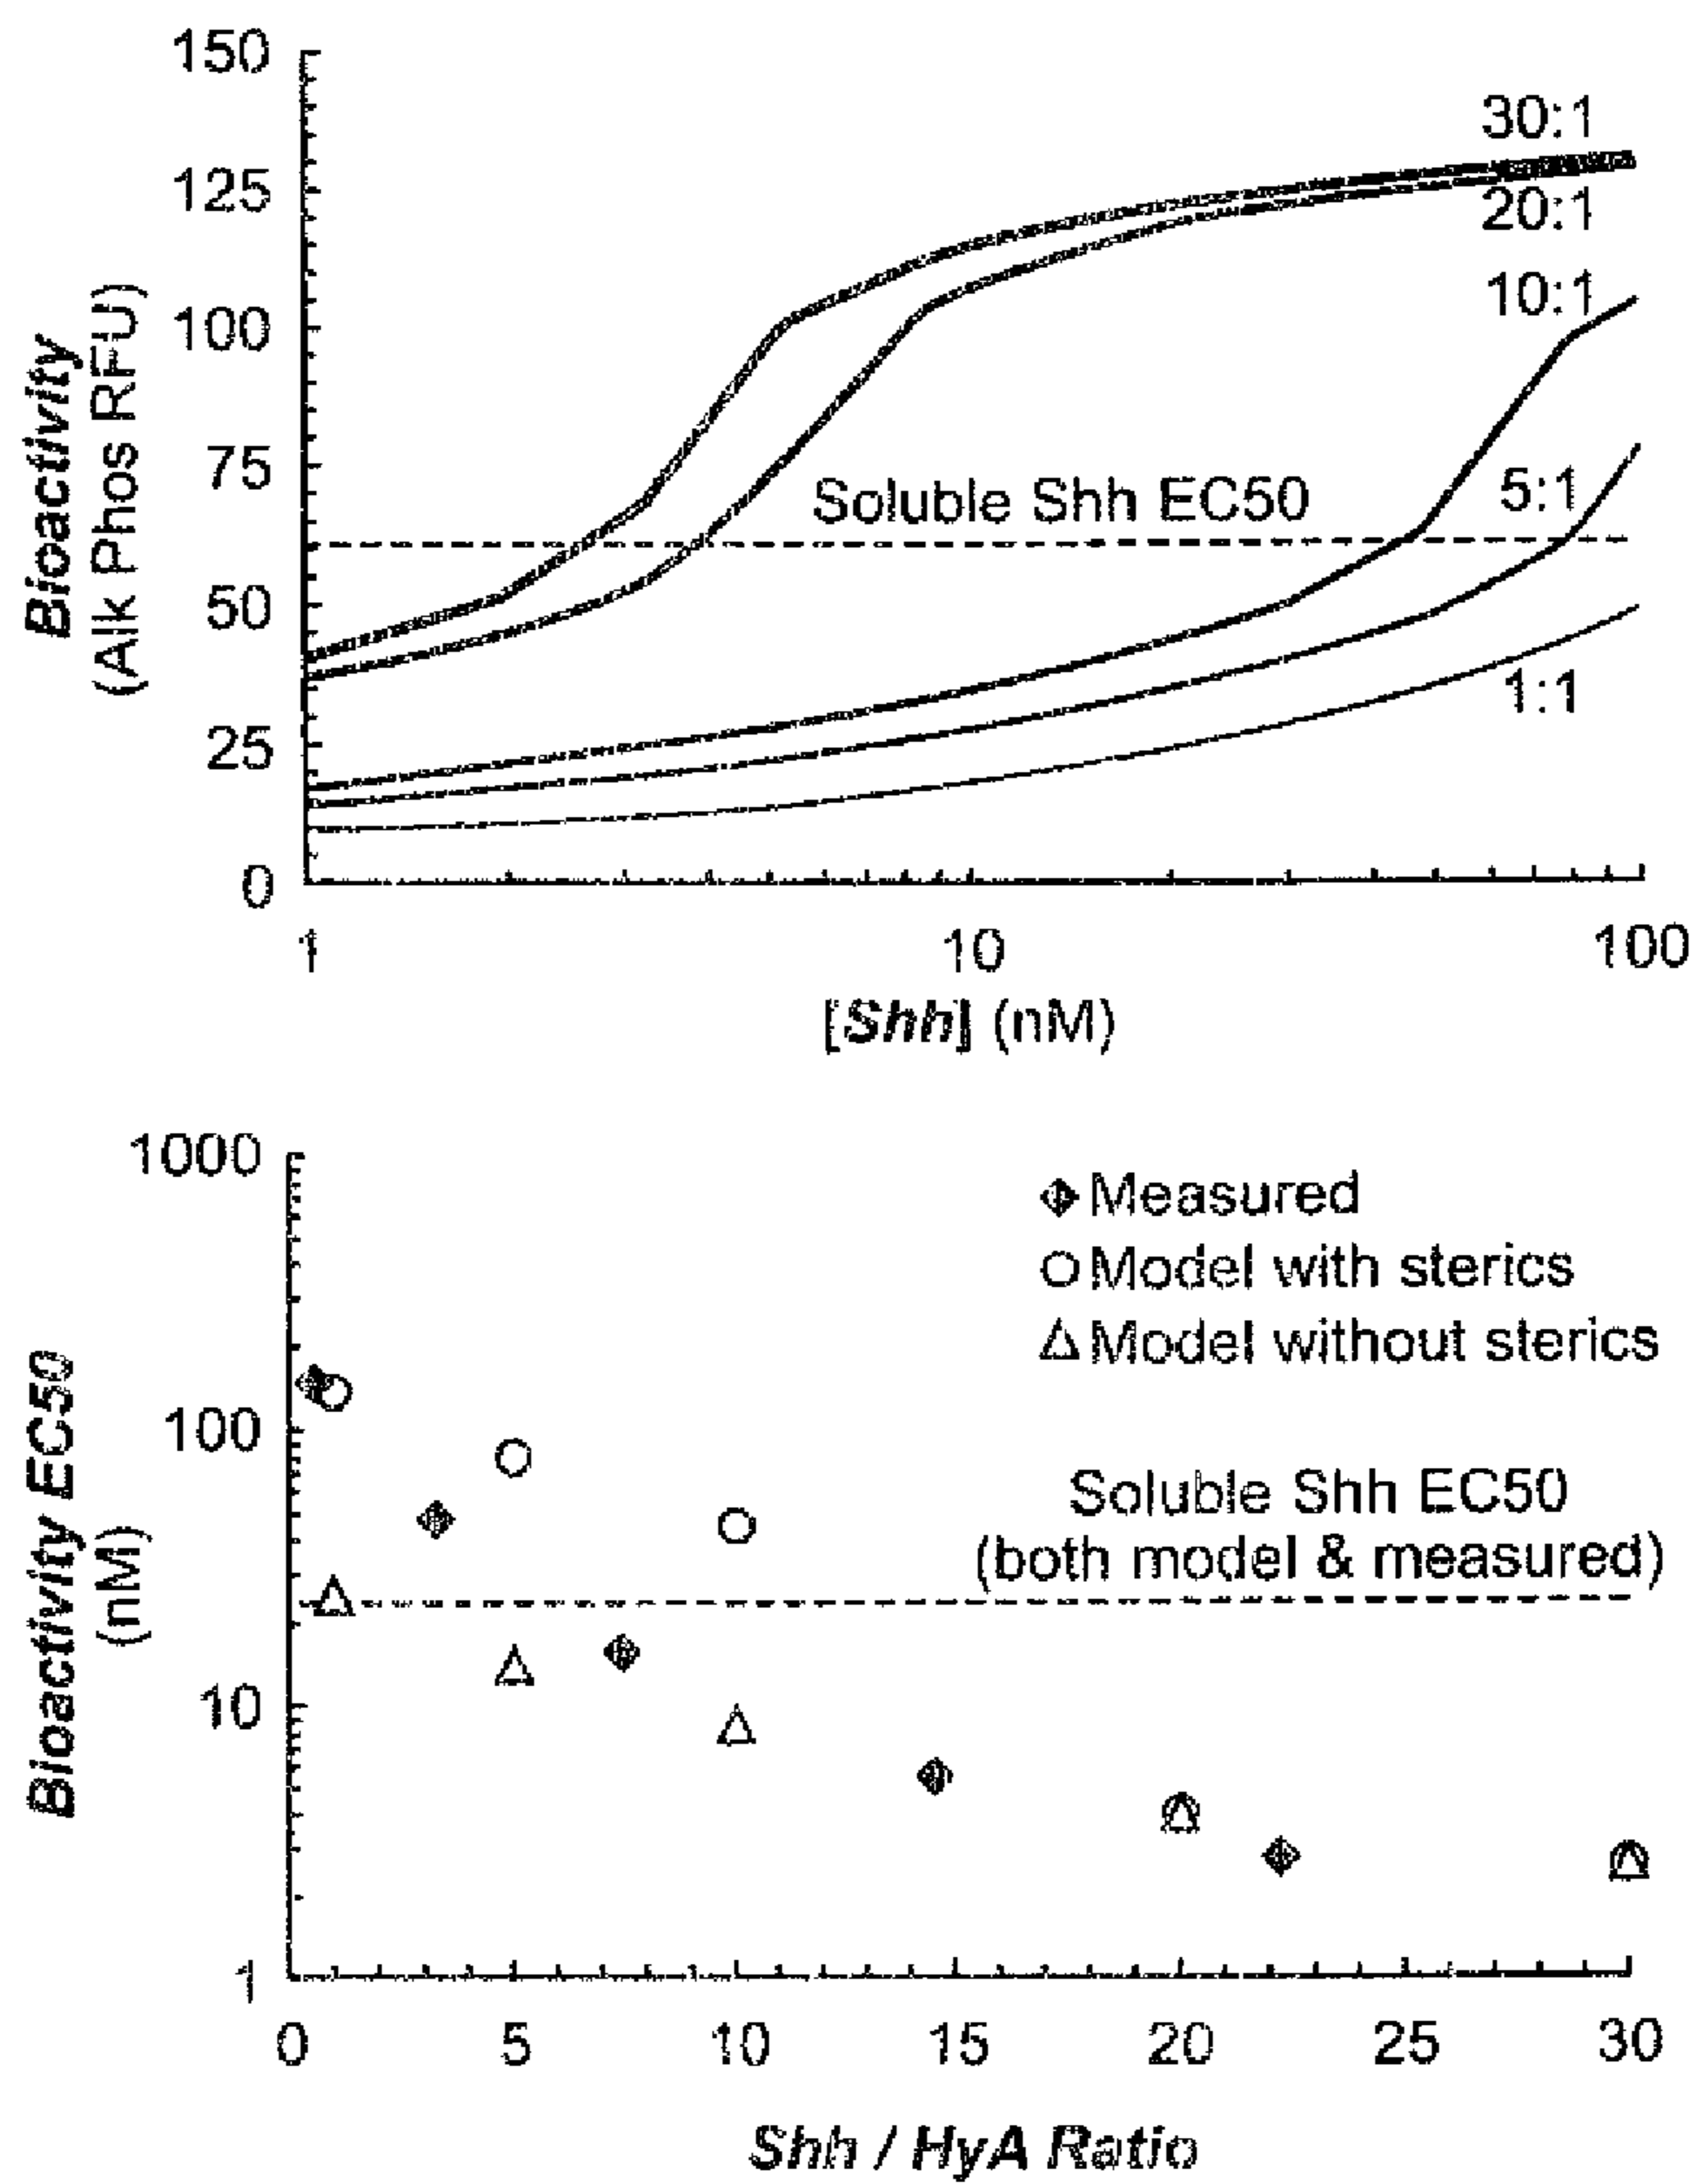 150
125
100
75
50
25
0
Bioactivity
(Alk Phos RFU)
30:1
20:1
10:1
5:1
1:1
Soluble Shh EC50
1 10 100
[Shh] (nM)
1000
100
10
1
Bioactivity EC50
(nM)
Measured
Model with sterics
Model without sterics
Soluble Shh EC50
(both model & measured)
0 5 10 15 20 25 30
Shh / HyA Ratio